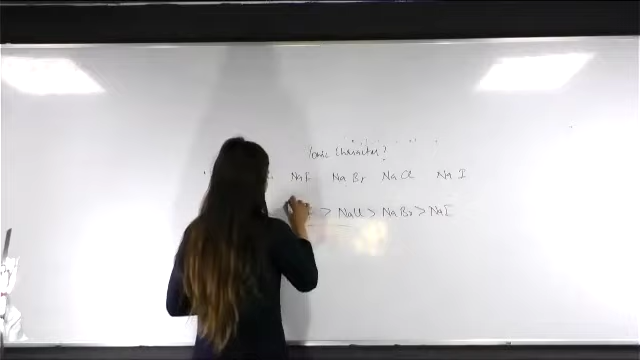 Ionic Character?
NaF NaBr NaCl NaI
> NaCl > NaBr > NaI